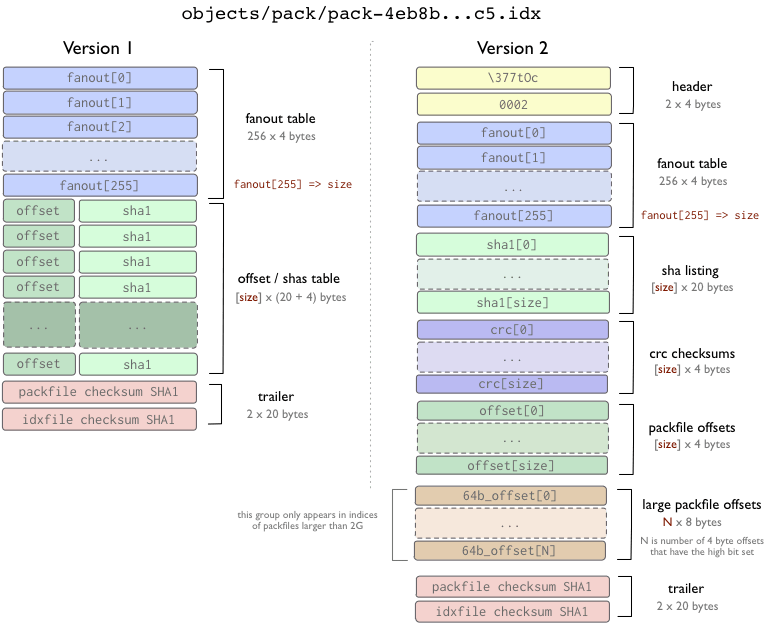 objects/pack/pack-4eb8b...c5.idx
Version 1
fanout[0]
fanout[1]
fanout[2]
...
fanout[255]
fanout table
256 x 4 bytes
fanout[255] => size
offset sha1
offset sha1
offset sha1
offset sha1
... ...
offset sha1
offset / shas table
[size] x (20 + 4) bytes
packfile checksum SHA1
idxfile checksum SHA1
trailer
2 x 20 bytes
Version 2
\377tOc
0002
header
2 x 4 bytes
fanout[0]
fanout[1]
...
fanout[255]
fanout table
256 x 4 bytes
fanout[255] => size
sha1[0]
...
sha1[size]
sha listing
[size] x 20 bytes
crc[0]
...
crc[size]
crc checksums
[size] x 4 bytes
offset[0]
...
offset[size]
packfile offsets
[size] x 4 bytes
this group only appears in indices
of packfiles larger than 2G
64b_offset[0]
...
64b_offset[N]
large packfile offsets
N x 8 bytes
N is number of 4 byte offsets
that have the high bit set
packfile checksum SHA1
idxfile checksum SHA1
trailer
2 x 20 bytes